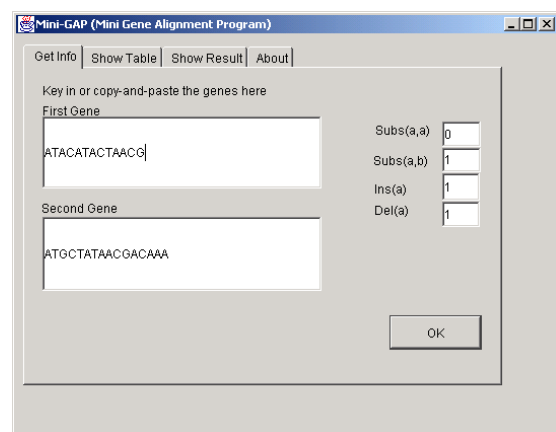 Mini-GAP (Mini Gene Alignment Program)
Get Info Show Table Show Result About
Key in or copy-and-paste the genes here
First Gene
ATACATACTAACG
Second Gene
ATGCTATAACGACAAA
Subs(a,a) 0
Subs(a,b) 1
Ins(a) 1
Del(a) 1
OK